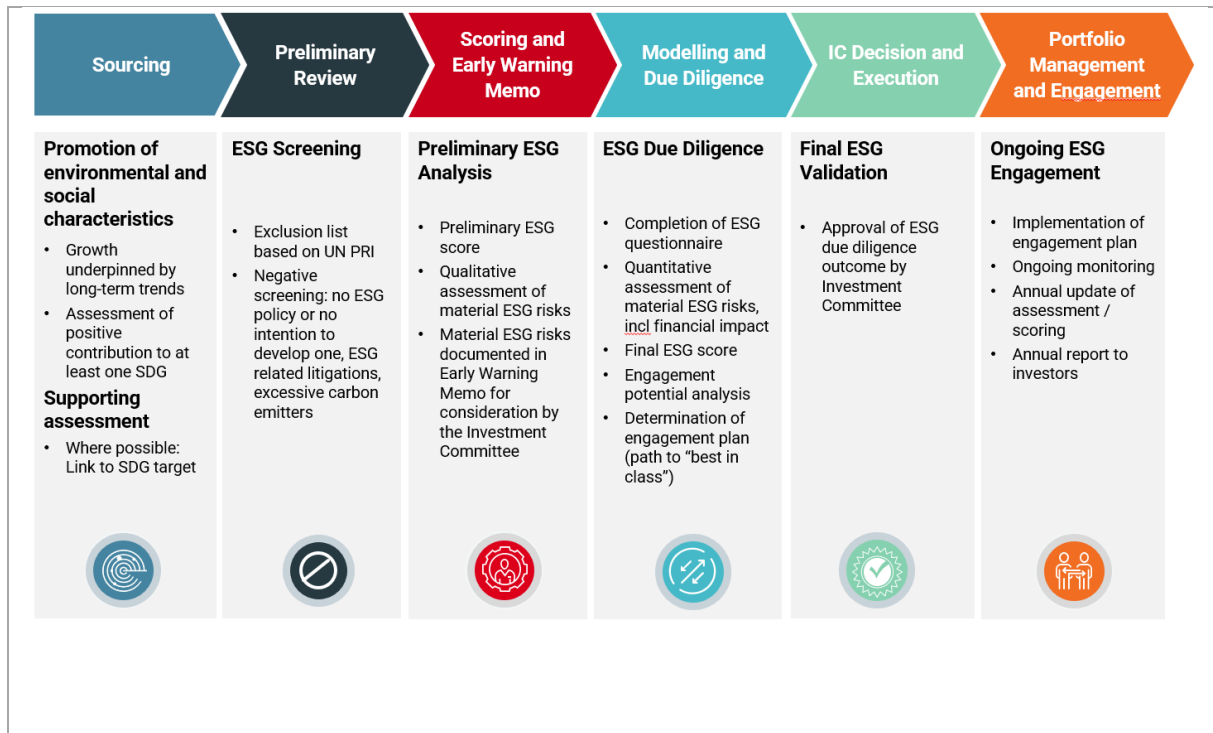 Sourcing
Preliminary
Review
Scoring and
Early Warning
Memo
Modelling and
Due Diligence
IC Decision and
Execution
Portfolio
Management
and Engagement
Promotion of
environmental and
social
characteristics
• Growth
underpinned by
long-term trends
• Assessment of
positive
contribution to at
least one SDG
Supporting
assessment
• Where possible:
Link to SDG target
ESG Screening
• Exclusion list
based on UN PRI
• Negative
screening: no ESG
policy or no
intention to
develop one, ESG
related litigations,
excessive carbon
emitters
Preliminary ESG
Analysis
• Preliminary ESG
score
• Qualitative
assessment of
material ESG risks
• Material ESG risks
documented in
Early Warning
Memo for
consideration by
the Investment
Committee
ESG Due Diligence
• Completion of ESG
questionnaire
• Quantitative
assessment of
material ESG risks,
incl financial impact
• Final ESG score
• Engagement
potential analysis
• Determination of
engagement plan
(path to “best in
class”)
Final ESG
Validation
• Approval of ESG
due diligence
outcome by
Investment
Committee
Ongoing ESG
Engagement
• Implementation of
engagement plan
• Ongoing monitoring
• Annual update of
assessment /
scoring
• Annual report to
investors